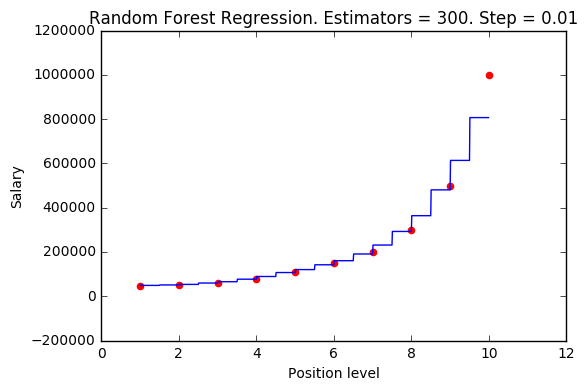 Random Forest Regression. Estimators = 300. Step = 0.01
1200000
1000000
800000
600000
400000
200000
0
−200000
Salary
0 2 4 6 8 10 12
Position level